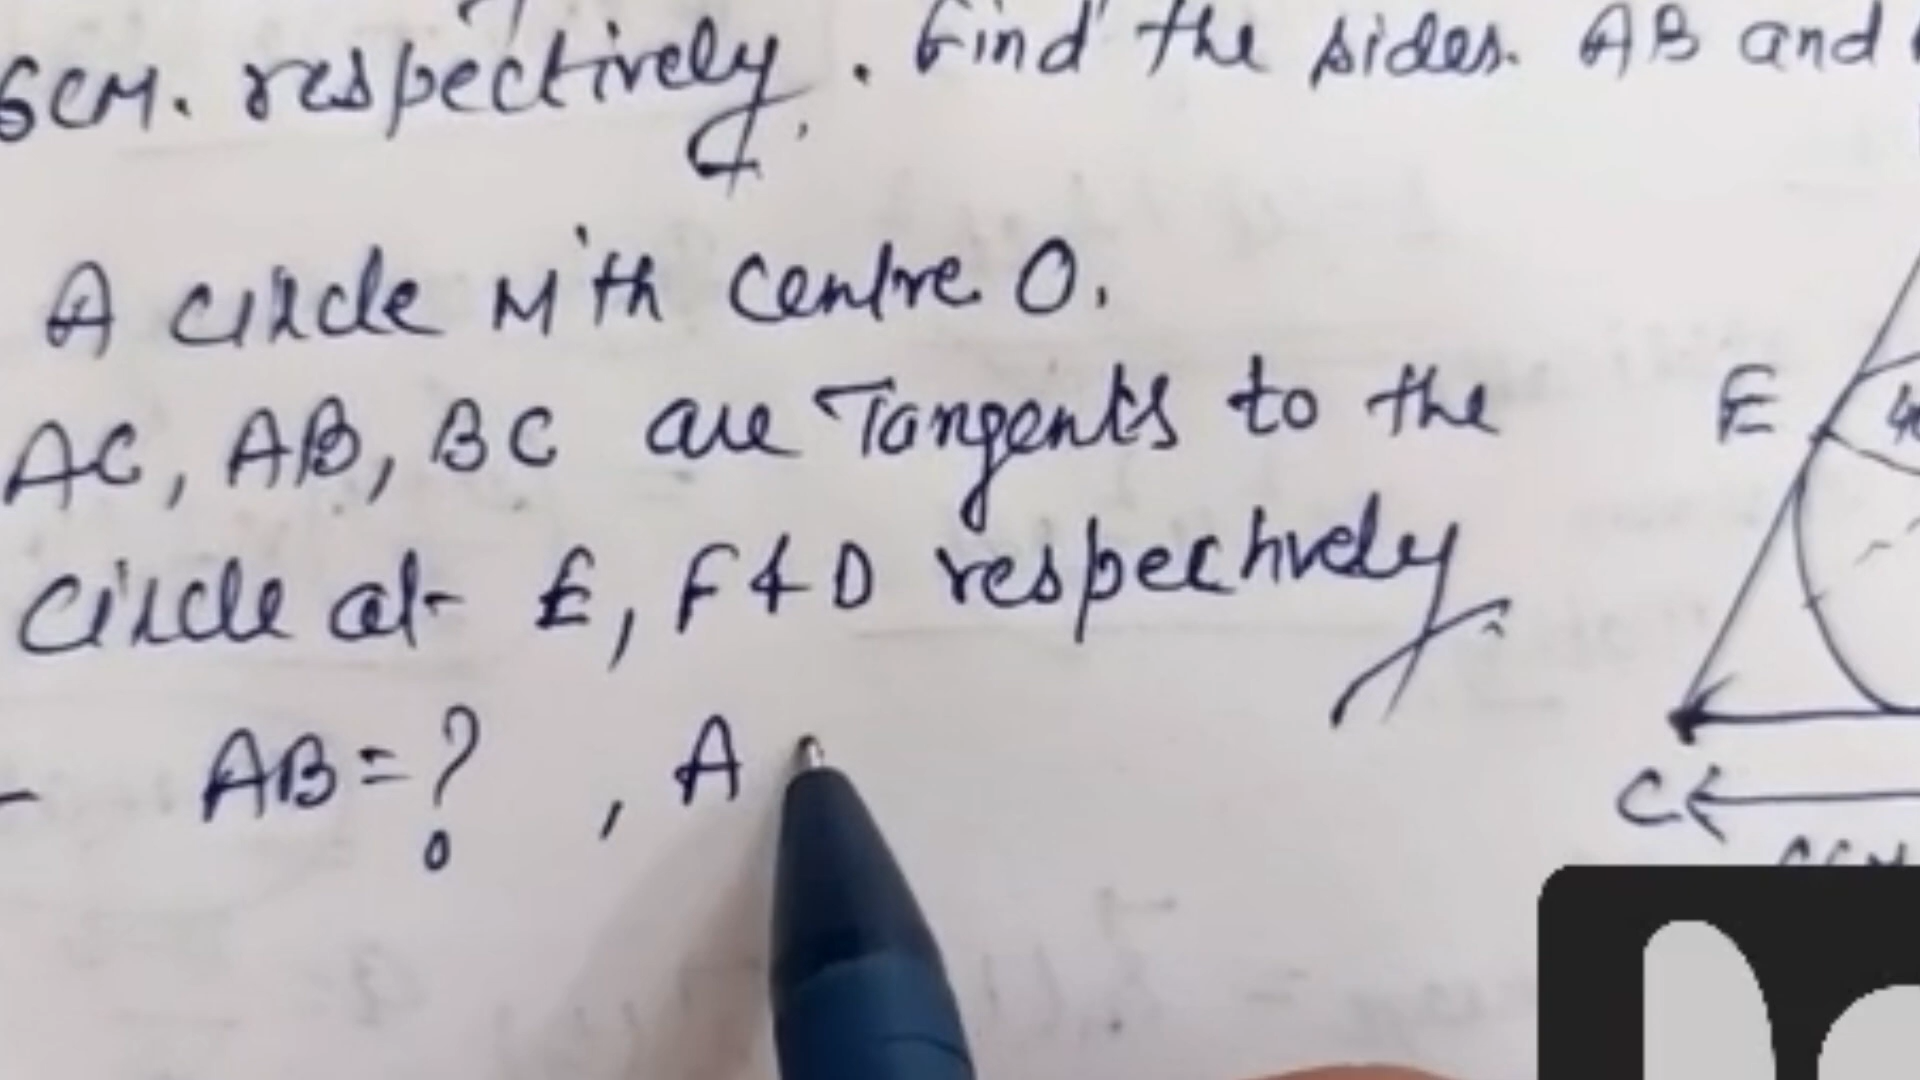 6CM. respectively. Find the sides. AB and
A circle with centre O.
AC, AB, BC are Tangents to the
Circle at E, F & D respectively.
AB = ? , A
E
C